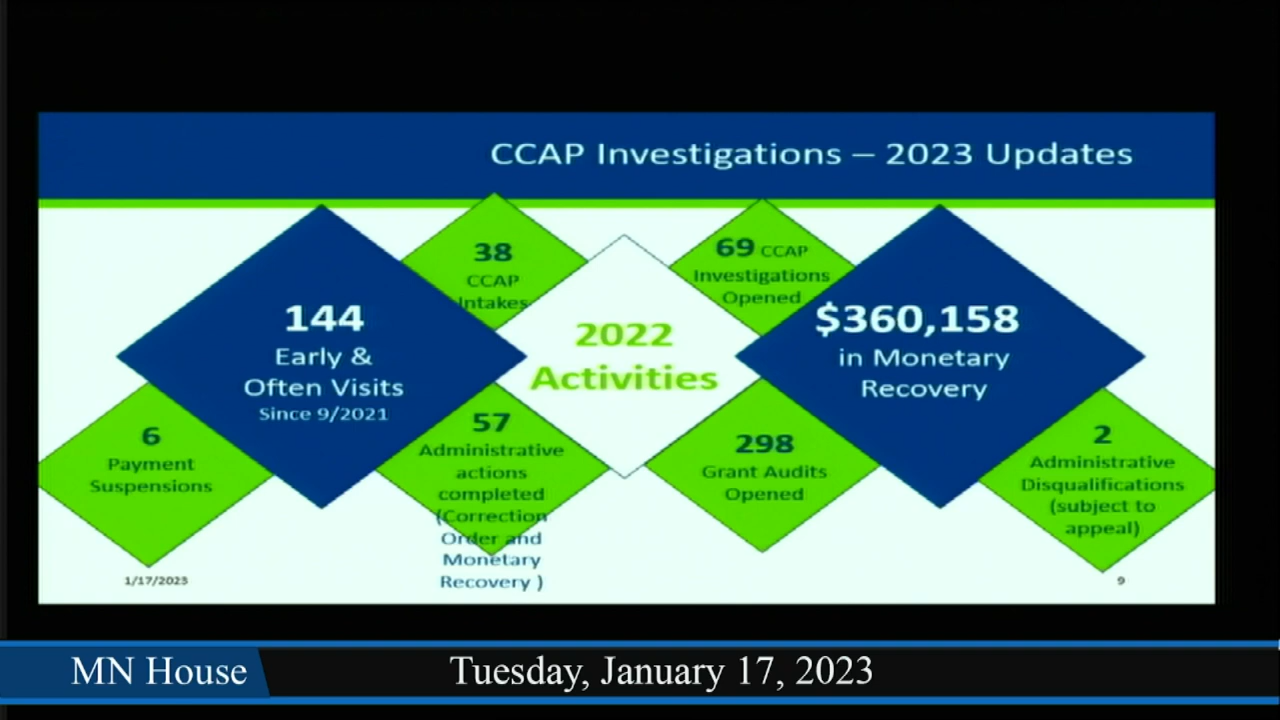 CCAP Investigations – 2023 Updates
38
CCAP
Intakes
69 CCAP
Investigations
Opened
144
Early &
Often Visits
Since 9/2021
2022
Activities
$360,158
in Monetary
Recovery
6
Payment
Suspensions
57
Administrative
actions
completed
(Correction
Order and
Monetary
Recovery )
298
Grant Audits
Opened
2
Administrative
Disqualifications
(subject to
appeal)
1/17/2023
9
MN House
Tuesday, January 17, 2023